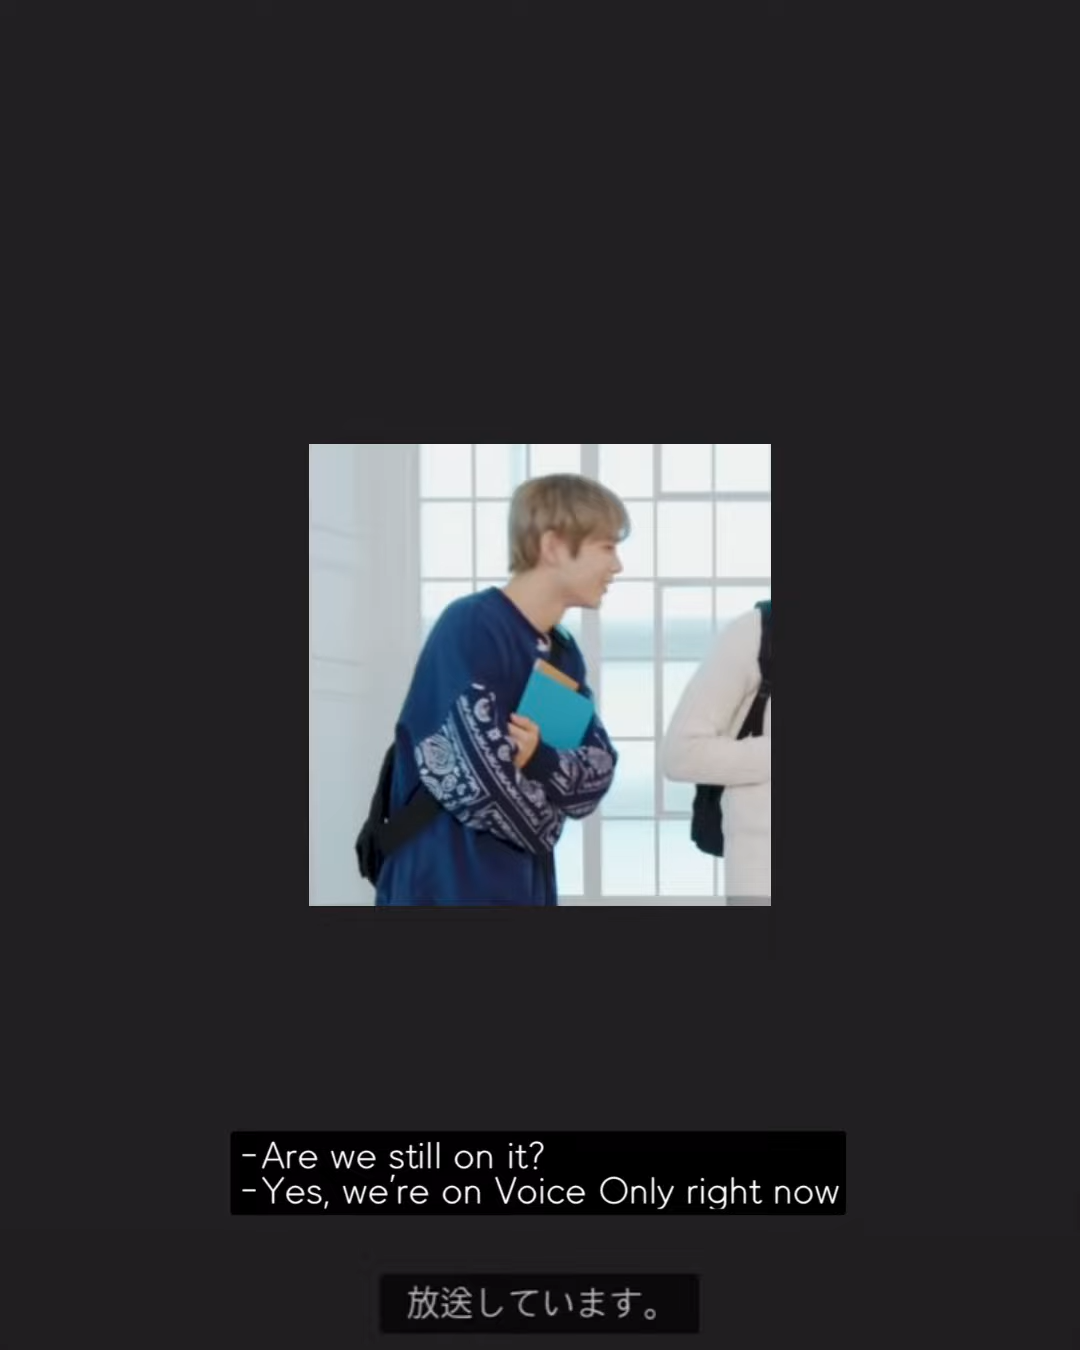 -Are we still on it?
-Yes, we're on Voice Only right now
放送しています。